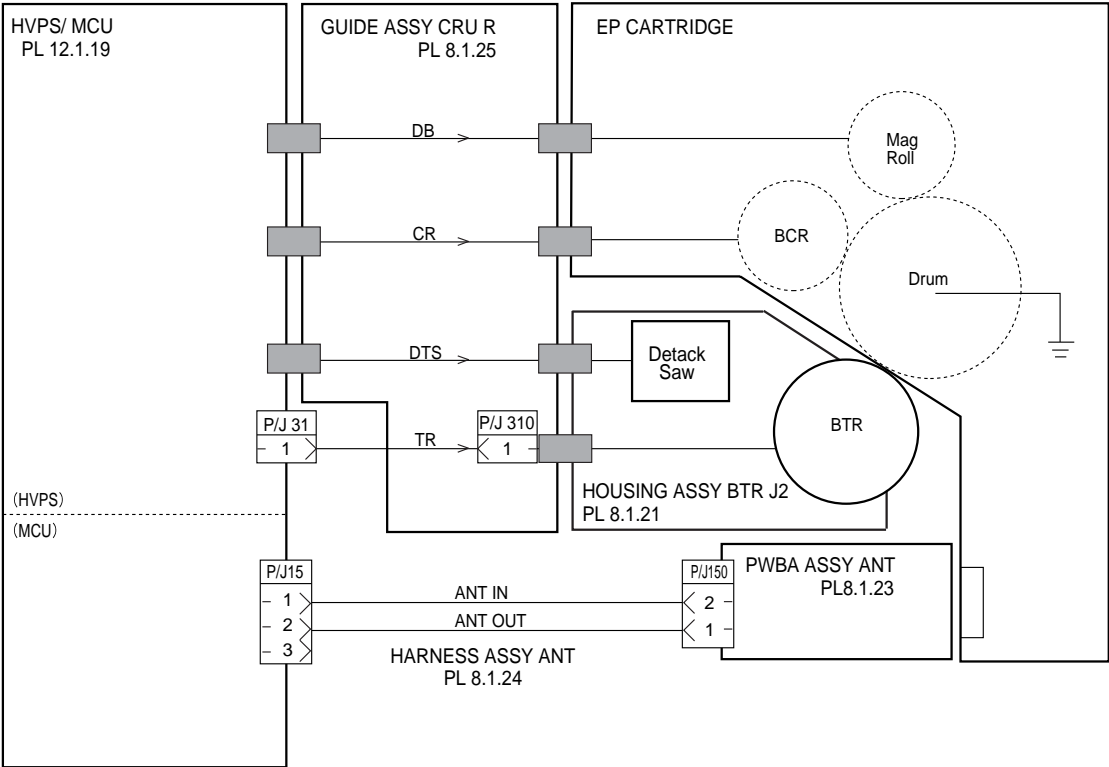 HVPS/ MCU
PL 12.1.19
GUIDE ASSY CRU R
PL 8.1.25
EP CARTRIDGE
DB
Mag
Roll
CR
BCR
Drum
DTS
Detack
Saw
P/J 31
1
TR
P/J 310
1
BTR
HOUSING ASSY BTR J2
PL 8.1.21
(HVPS)
(MCU)
P/J15
1
2
3
ANT IN
ANT OUT
HARNESS ASSY ANT
PL 8.1.24
P/J150
2
1
PWBA ASSY ANT
PL8.1.23